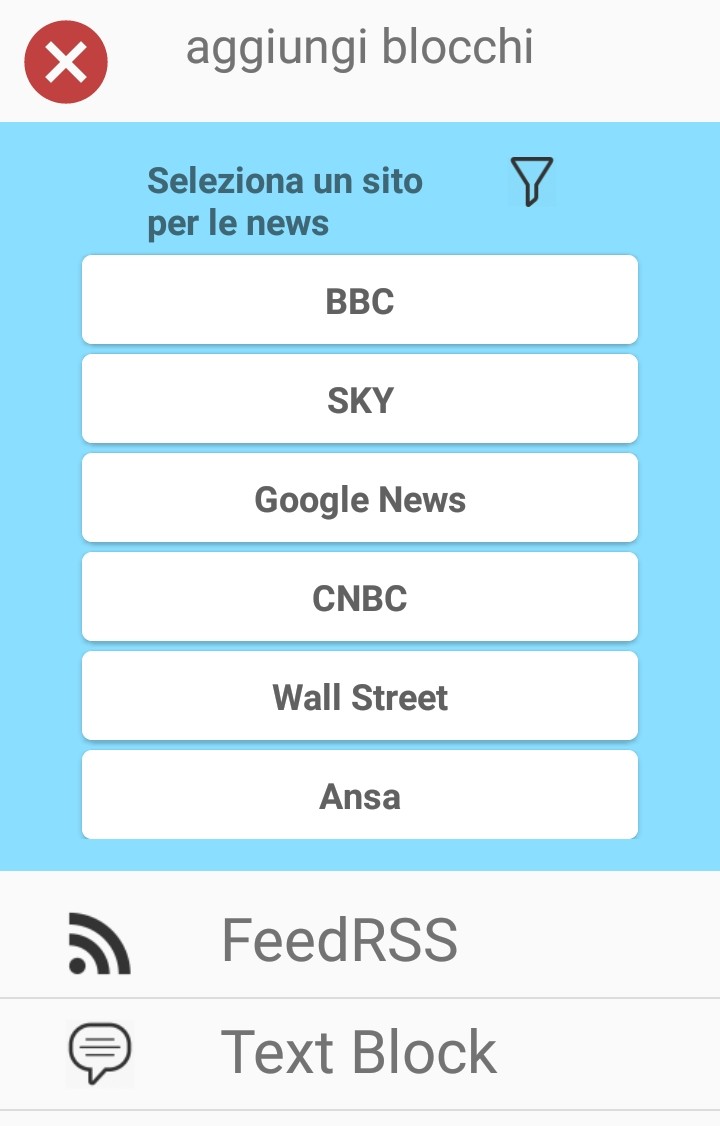 aggiungi blocchi
Seleziona un sito
per le news
BBC
SKY
Google News
CNBC
Wall Street
Ansa
FeedRSS
Text Block